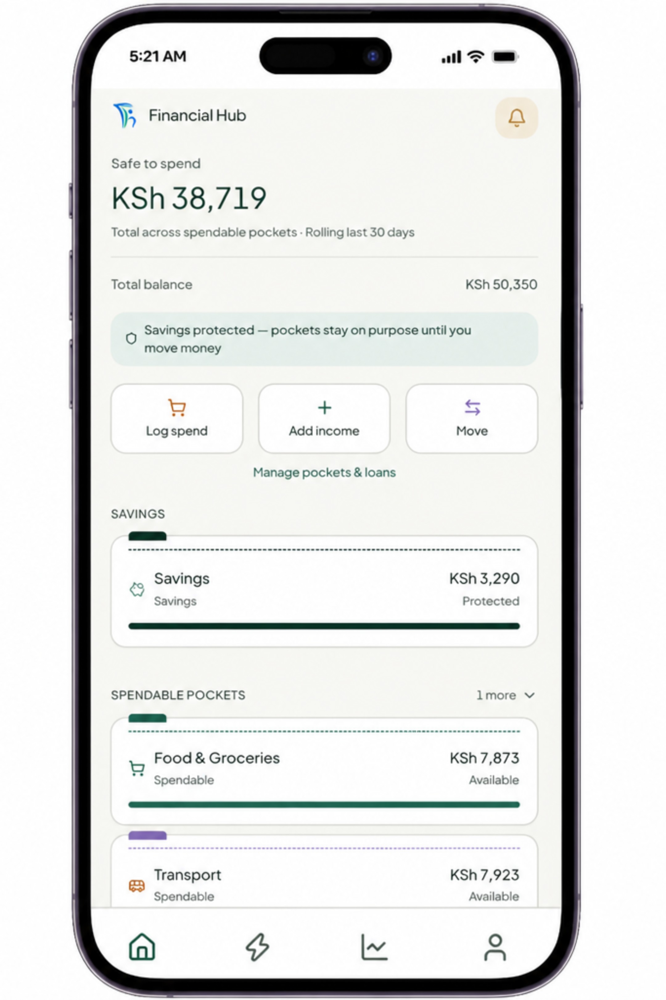 5:21 AM
Financial Hub
Safe to spend
KSh 38,719
Total across spendable pockets · Rolling last 30 days
Total balance
KSh 50,350
Savings protected — pockets stay on purpose until you
move money
Log spend
Add income
Move
Manage pockets & loans
SAVINGS
Savings
KSh 3,290
Savings
Protected
SPENDABLE POCKETS
1 more
Food & Groceries
KSh 7,873
Spendable
Available
Transport
KSh 7,923
Spendable
Available